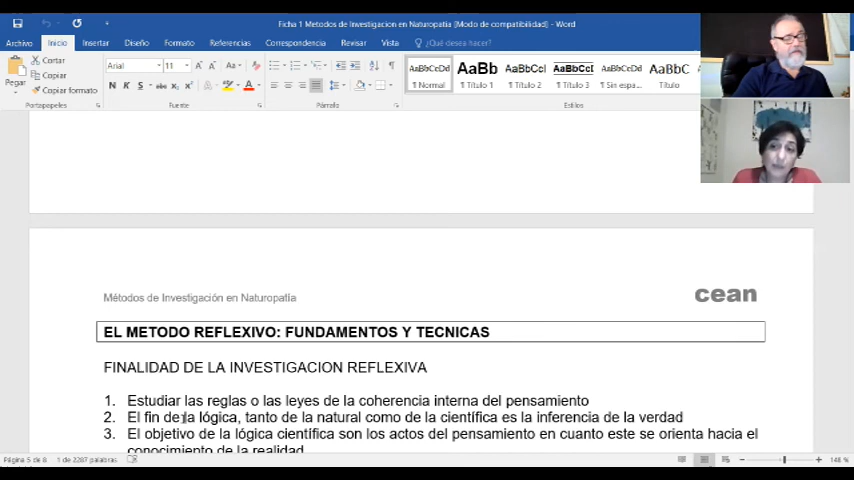 Ficha 1 Metodos de Investigacion en Naturopatía [Modo de compatibilidad] - Word
Archivo Inicio Insertar Diseño Formato Referencias Correspondencia Revisar Vista ¿Qué desea hacer?
Pegar
Cortar
Copiar
Copiar formato
Portapapeles
Arial 11
N K S abc x₂ x²
Fuente
Párrafo
AaBbCcDd AaBb AaBbCcI AaBbCcI AaBbCcDd AaBbC
¶ Normal ¶ Título 1 ¶ Título 2 ¶ Título 3 ¶ Sin espa... Título
Estilos
Métodos de Investigación en Naturopatía
cean
EL METODO REFLEXIVO: FUNDAMENTOS Y TECNICAS
FINALIDAD DE LA INVESTIGACION REFLEXIVA
1. Estudiar las reglas o las leyes de la coherencia interna del pensamiento
2. El fin de la lógica, tanto de la natural como de la científica es la inferencia de la verdad
3. El objetivo de la lógica científica son los actos del pensamiento en cuanto este se orienta hacia el
conocimiento de la realidad
Página 5 de 8 1 de 2287 palabras
148 %